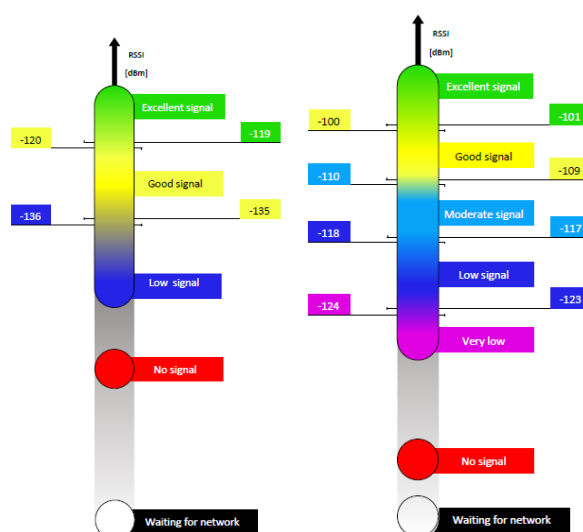 RSSI
[dBm]
Excellent signal
-120
-119
Good signal
-136
-135
Low signal
No signal
Waiting for network
RSSI
[dBm]
Excellent signal
-100
-101
Good signal
-109
-110
Moderate signal
-118
-117
Low signal
-124
-123
Very low
No signal
Waiting for network